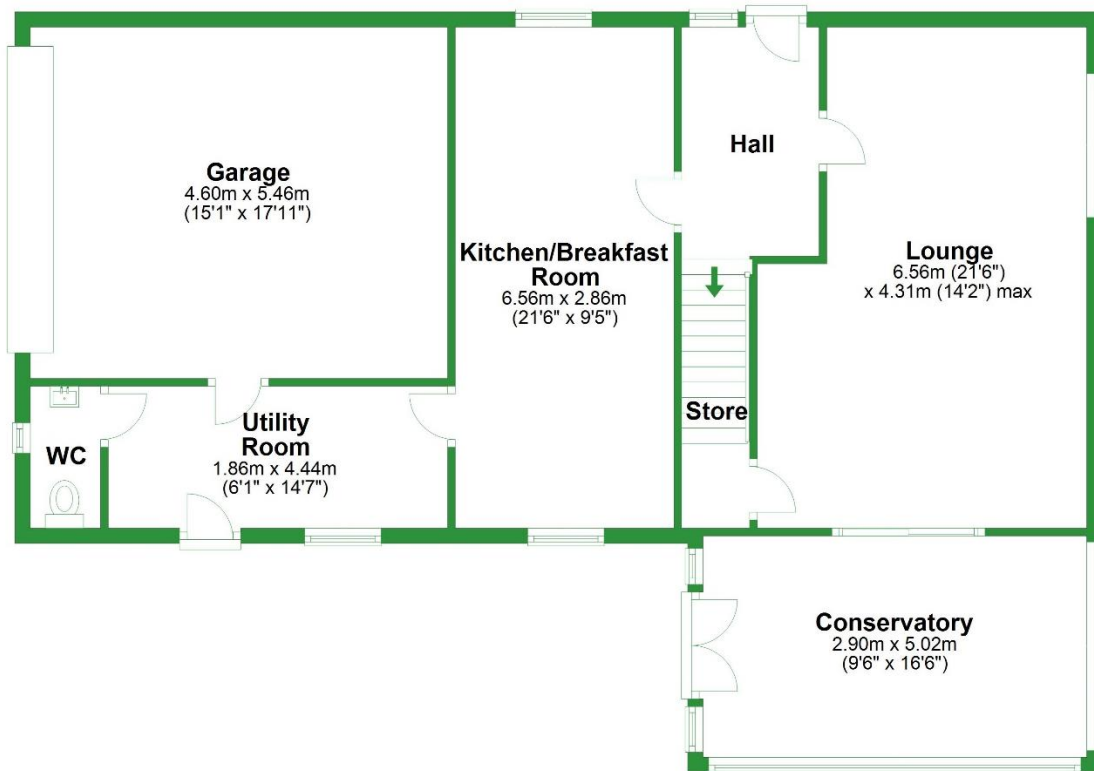 Garage
4.60m x 5.46m
(15'1" x 17'11")
Kitchen/Breakfast
Room
6.56m x 2.86m
(21'6" x 9'5")
Hall
Lounge
6.56m (21'6")
x 4.31m (14'2") max
Store
WC
Utility
Room
1.86m x 4.44m
(6'1" x 14'7")
Conservatory
2.90m x 5.02m
(9'6" x 16'6")